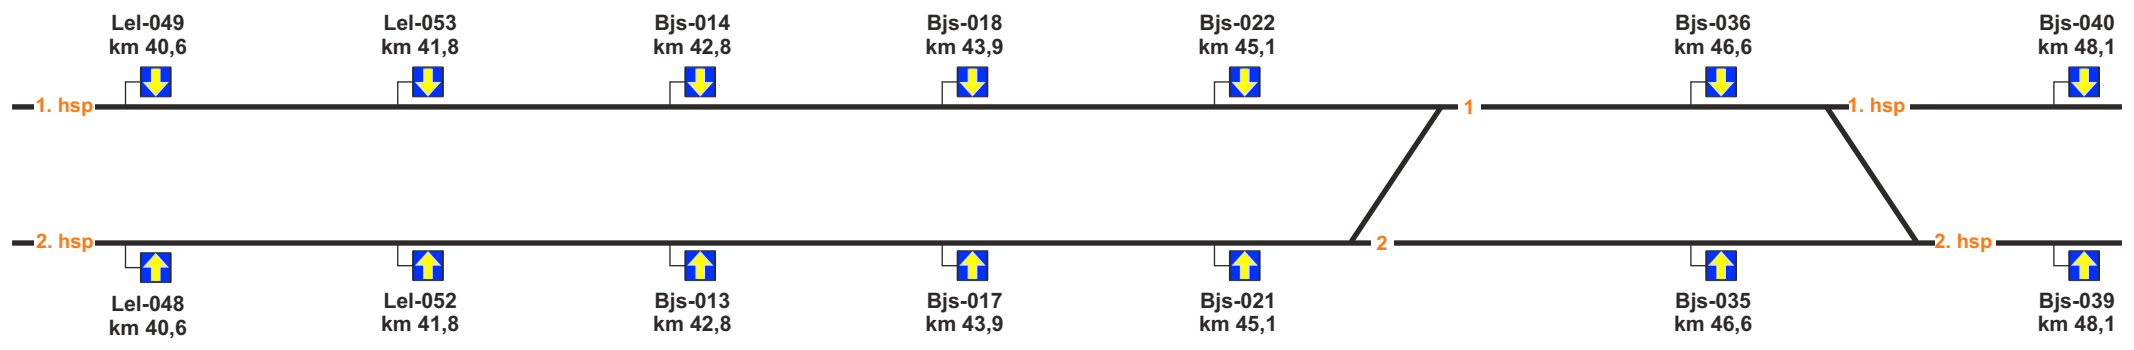 Lel-049
km 40,6
Lel-053
km 41,8
Bjs-014
km 42,8
Bjs-018
km 43,9
Bjs-022
km 45,1
Bjs-036
km 46,6
Bjs-040
km 48,1
1. hsp
1
1. hsp
2. hsp
2
2. hsp
Lel-048
km 40,6
Lel-052
km 41,8
Bjs-013
km 42,8
Bjs-017
km 43,9
Bjs-021
km 45,1
Bjs-035
km 46,6
Bjs-039
km 48,1